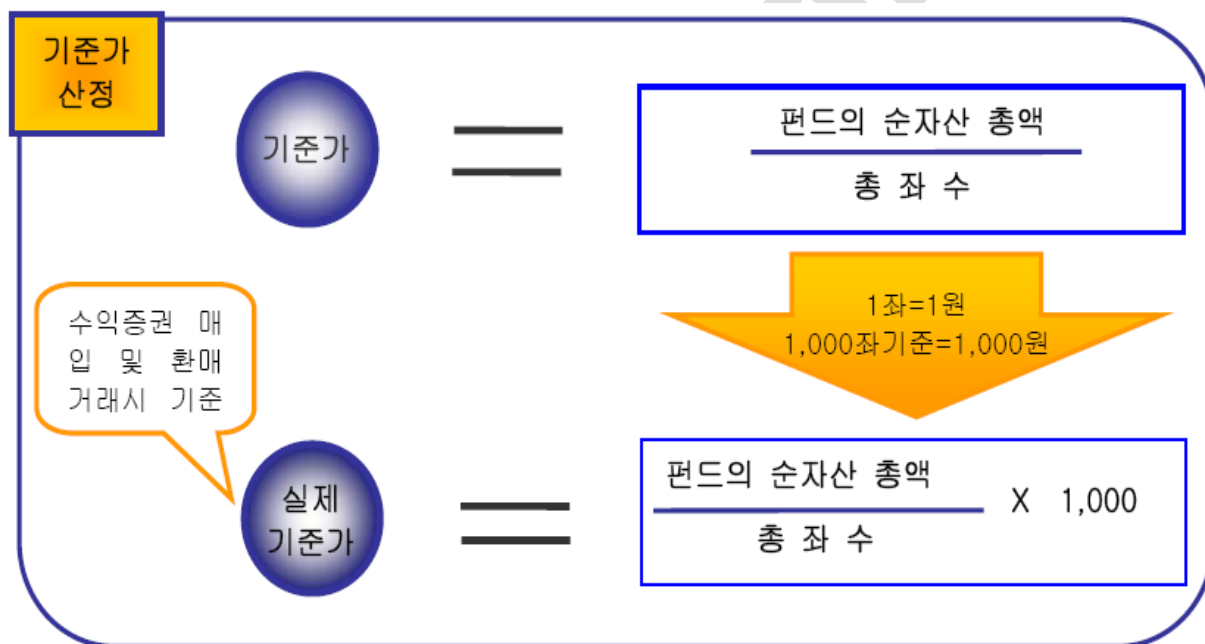 기준가
산정
기준가
펀드의 순자산 총액
총 좌 수
1좌=1원
1,000좌기준=1,000원
수익증권 매
입 및 환매
거래시 기준
실제
기준가
펀드의 순자산 총액
총 좌 수
X 1,000